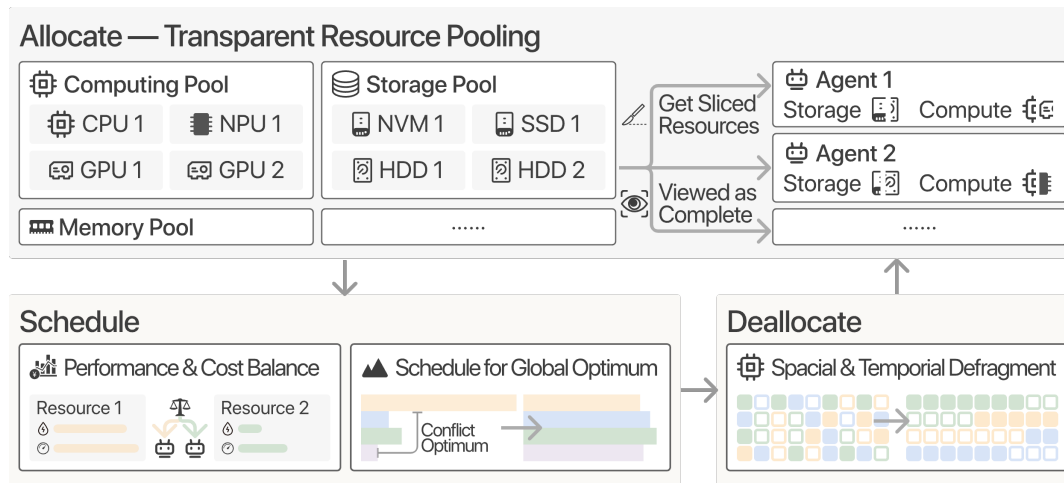 Allocate — Transparent Resource Pooling
Computing Pool
CPU 1
NPU 1
GPU 1
GPU 2
Memory Pool
Storage Pool
NVM 1
SSD 1
HDD 1
HDD 2
······
Get Sliced
Resources
Viewed as
Complete
Agent 1
Storage
Compute
Agent 2
Storage
Compute
······
Schedule
Performance & Cost Balance
Resource 1
Resource 2
Schedule for Global Optimum
Conflict
Optimum
Deallocate
Spacial & Temporal Defragment